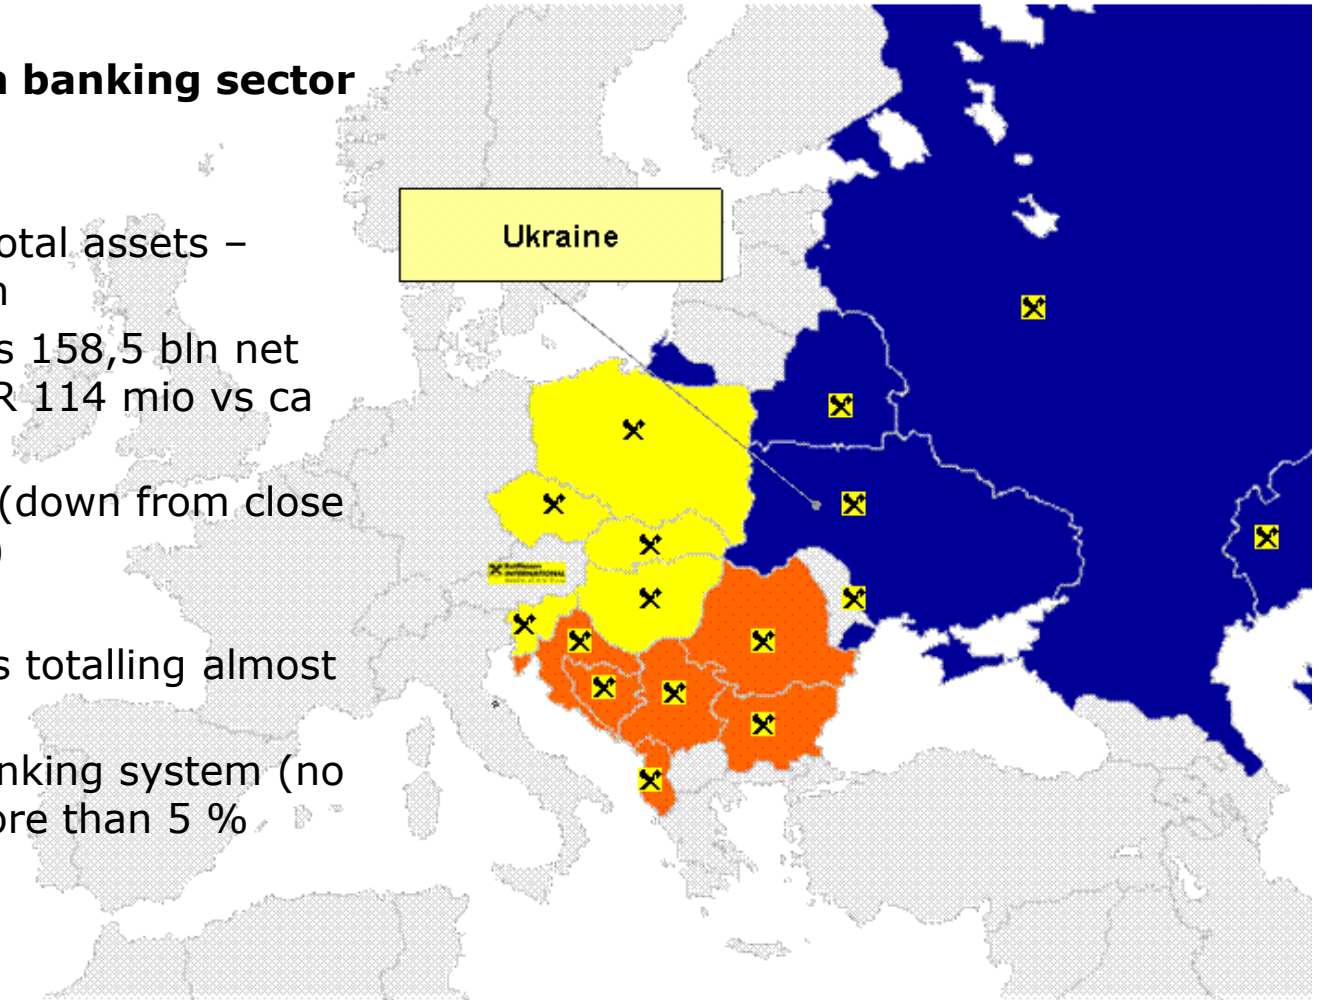 n banking sector
otal assets –
n
Ukraine
s 158,5 bln net
R 114 mio vs ca
(down from close
)
INTERNATIONAL
s totalling almost
nking system (no
ore than 5 %